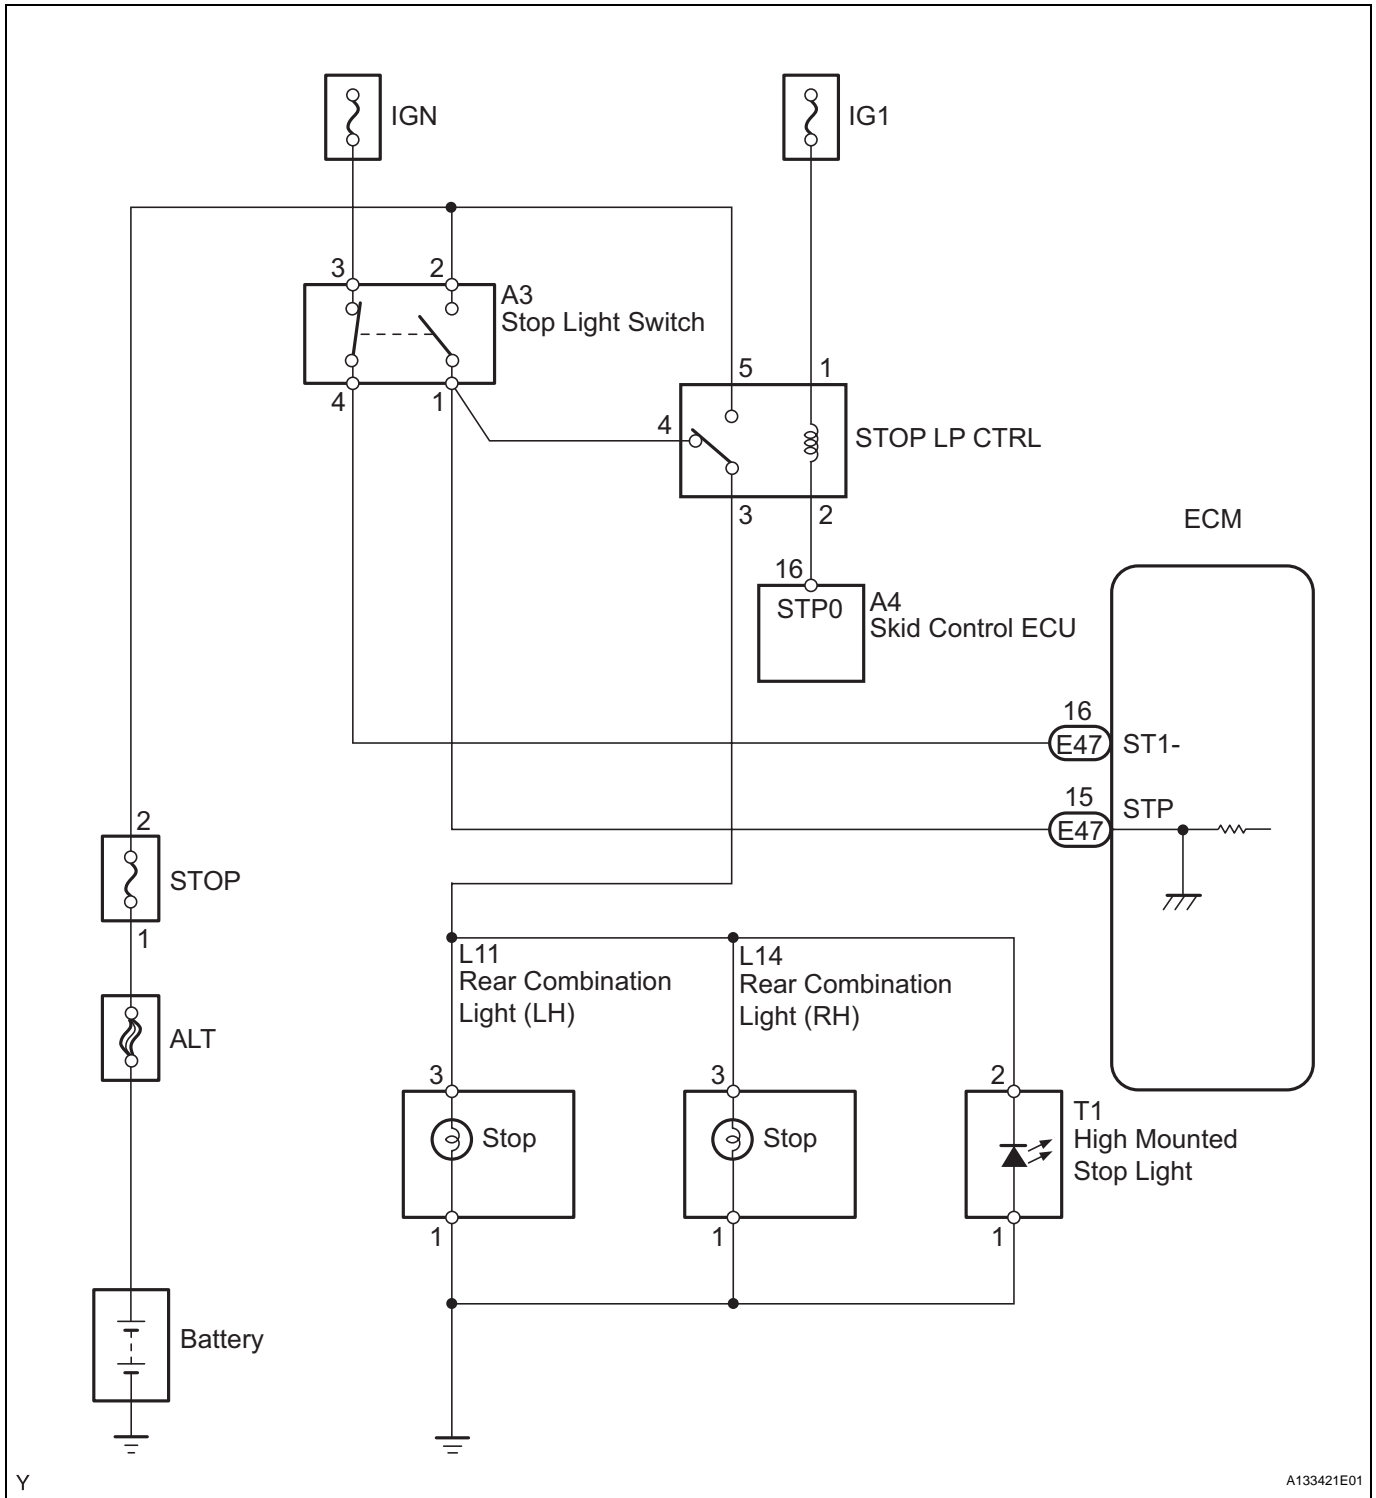 IGN
IG1
3
2
A3
Stop Light Switch
4
1
5
1
4
STOP LP CTRL
3
2
ECM
16
STP0
A4
Skid Control ECU
16
E47
ST1-
15
E47
STP
2
STOP
1
ALT
L11
Rear Combination
Light (LH)
L14
Rear Combination
Light (RH)
3
Stop
1
3
Stop
1
2
T1
High Mounted
Stop Light
1
Battery
Y
A133421E01